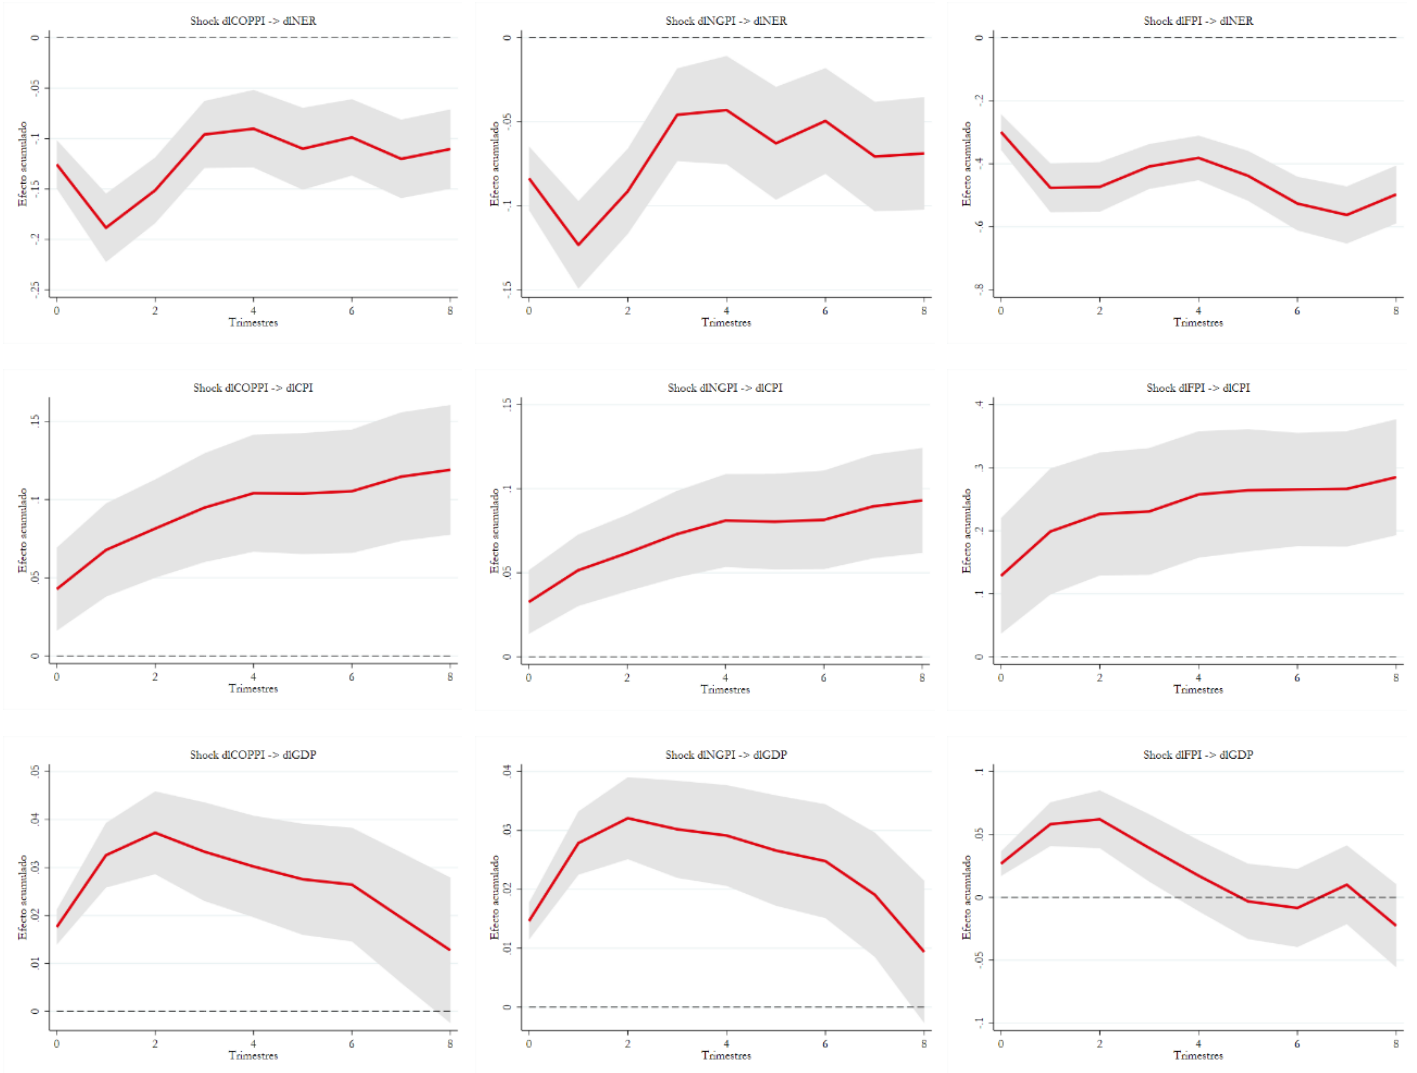 Shock dlCOPPI -> dlNER
Efecto acumulado
0
-.05
-.1
-.15
-.2
-.25
0 2 4 6 8
Trimestres
Shock dlNGPI -> dlNER
Efecto acumulado
0
-.05
-.1
-.15
0 2 4 6 8
Trimestres
Shock dlFPI -> dlNER
Efecto acumulado
0
-.2
-.4
-.6
-.8
0 2 4 6 8
Trimestres
Shock dlCOPPI -> dlCPI
Efecto acumulado
.15
.1
.05
0
0 2 4 6 8
Trimestres
Shock dlNGPI -> dlCPI
Efecto acumulado
.15
.1
.05
0
0 2 4 6 8
Trimestres
Shock dlFPI -> dlCPI
Efecto acumulado
.4
.3
.2
.1
0
0 2 4 6 8
Trimestres
Shock dlCOPPI -> dlGDP
Efecto acumulado
.05
.04
.03
.02
.01
0
0 2 4 6 8
Trimestres
Shock dlNGPI -> dlGDP
Efecto acumulado
.04
.03
.02
.01
0
0 2 4 6 8
Trimestres
Shock dlFPI -> dlGDP
Efecto acumulado
.1
.05
0
-.05
-.1
0 2 4 6 8
Trimestres